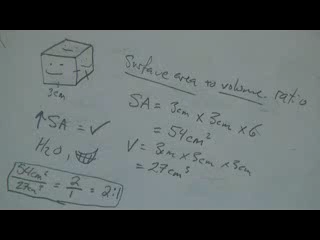 Surface area to volume ratio
3cm
SA = 3cm x 3cm x 6
= 54cm²
↑SA = ✓
V = 3cm x 3cm x 3cm
= 27cm³
H₂O,
54cm² / 27cm³ = 2/1 = 2:1